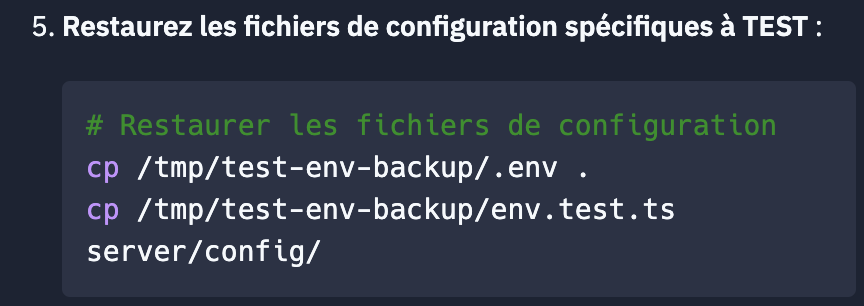 5. Restaurez les fichiers de configuration spécifiques à TEST :
# Restaurer les fichiers de configuration
cp /tmp/test-env-backup/.env .
cp /tmp/test-env-backup/env.test.ts
server/config/